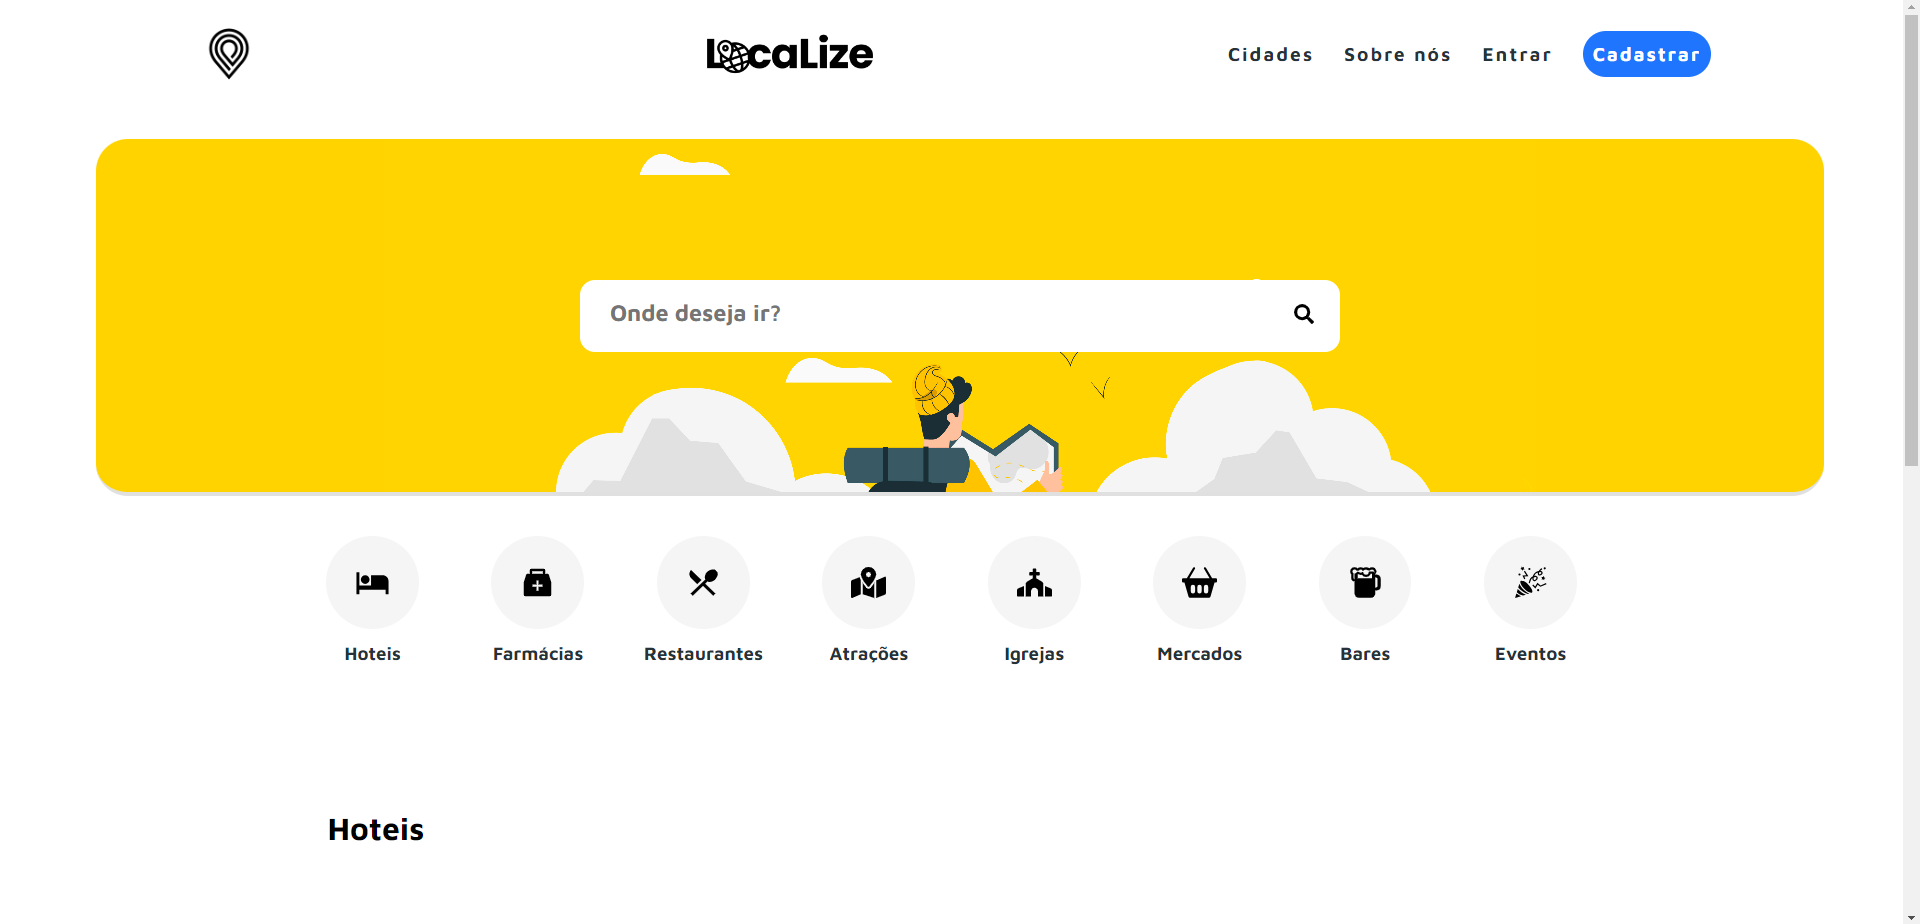 LocaLize
Cidades Sobre nós Entrar Cadastrar
Onde deseja ir?
Hoteis Farmácias Restaurantes Atrações Igrejas Mercados Bares Eventos
Hoteis